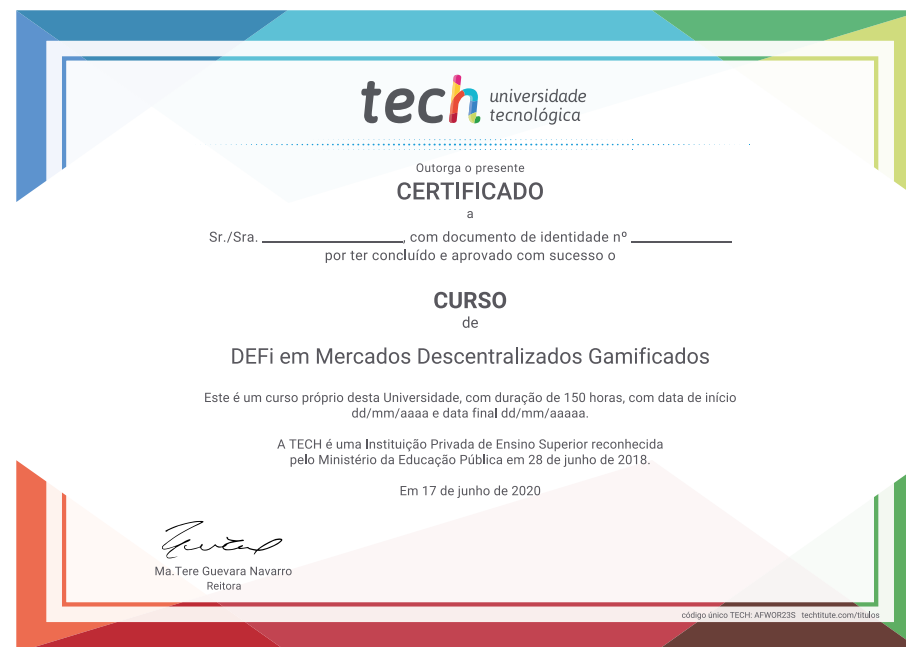 tech universidade
tecnológica
Outorga o presente
CERTIFICADO
a
Sr./Sra. ____________________, com documento de identidade nº ______________
por ter concluído e aprovado com sucesso o
CURSO
de
DEFi em Mercados Descentralizados Gamificados
Este é um curso próprio desta Universidade, com duração de 150 horas, com data de início
dd/mm/aaaa e data final dd/mm/aaaaa.
A TECH é uma Instituição Privada de Ensino Superior reconhecida
pelo Ministério da Educação Pública em 28 de junho de 2018.
Em 17 de junho de 2020
Ma.Tere Guevara Navarro
Reitora
código único TECH: AFWOR23S techtitute.com/titulos